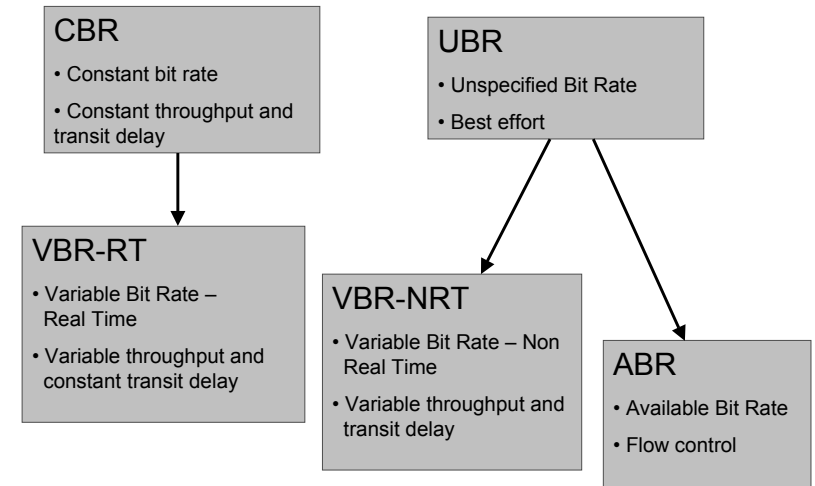 CBR
• Constant bit rate
• Constant throughput and
transit delay
UBR
• Unspecified Bit Rate
• Best effort
VBR-RT
• Variable Bit Rate –
Real Time
• Variable throughput and
constant transit delay
VBR-NRT
• Variable Bit Rate – Non
Real Time
• Variable throughput and
transit delay
ABR
• Available Bit Rate
• Flow control